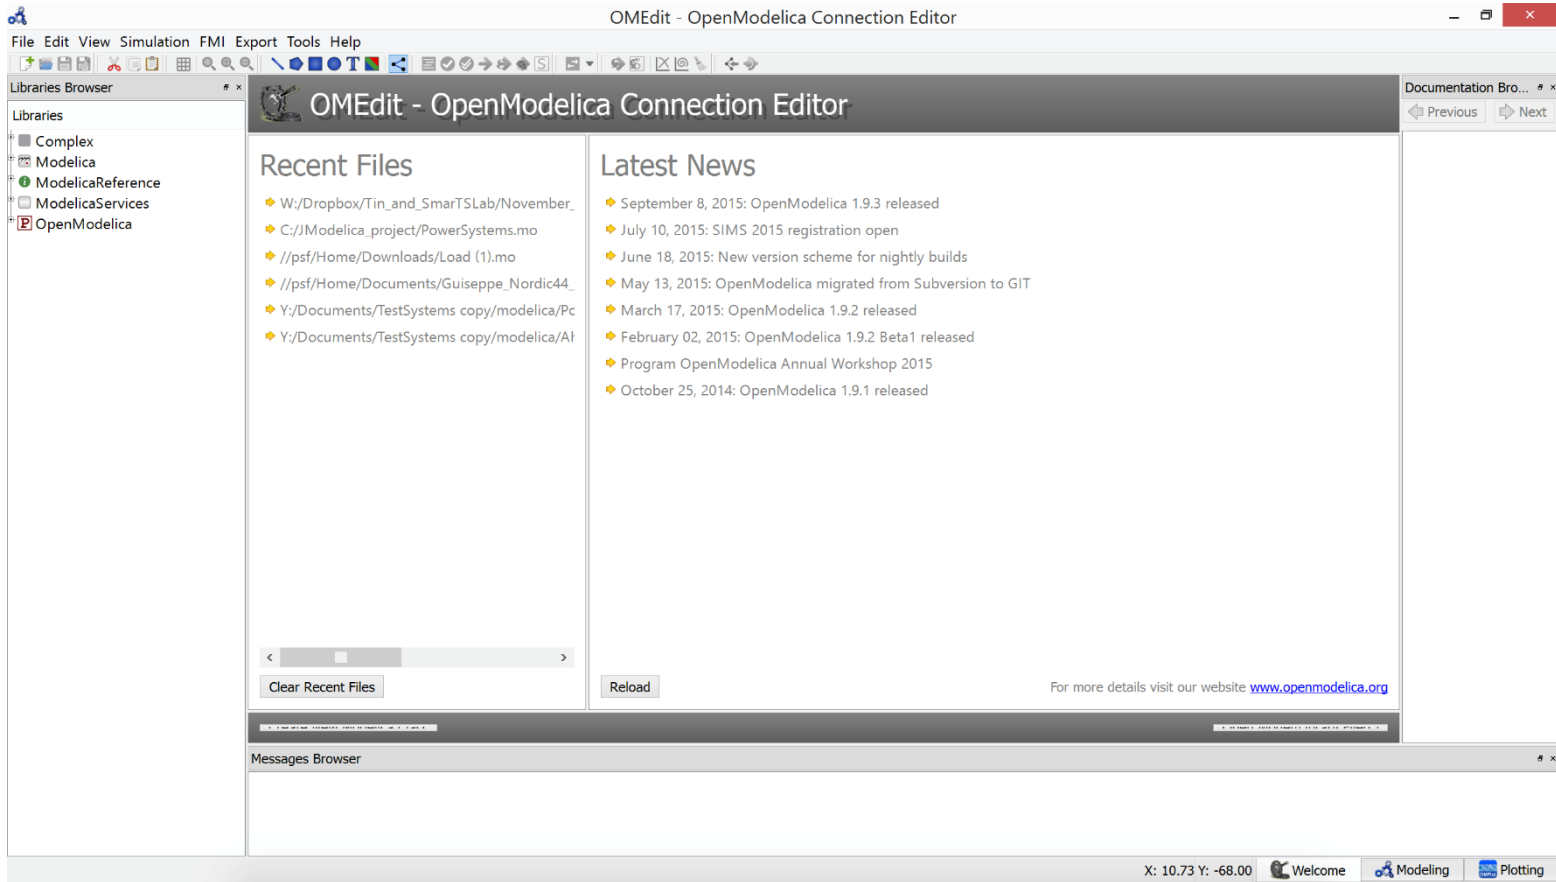 OMEdit - OpenModelica Connection Editor
File Edit View Simulation FMI Export Tools Help
T
S
Libraries Browser
Libraries
Complex
Modelica
ModelicaReference
ModelicaServices
P OpenModelica
OMEdit - OpenModelica Connection Editor
Recent Files
W:/Dropbox/Tin_and_SmarTSLab/November_
C:/JModelica_project/PowerSystems.mo
//psf/Home/Downloads/Load (1).mo
//psf/Home/Documents/Guiseppe_Nordic44_
Y:/Documents/TestSystems copy/modelica/Pc
Y:/Documents/TestSystems copy/modelica/Al
Clear Recent Files
Latest News
September 8, 2015: OpenModelica 1.9.3 released
July 10, 2015: SIMS 2015 registration open
June 18, 2015: New version scheme for nightly builds
May 13, 2015: OpenModelica migrated from Subversion to GIT
March 17, 2015: OpenModelica 1.9.2 released
February 02, 2015: OpenModelica 1.9.2 Beta1 released
Program OpenModelica Annual Workshop 2015
October 25, 2014: OpenModelica 1.9.1 released
Reload
For more details visit our website www.openmodelica.org
Documentation Bro...
Previous Next
Messages Browser
X: 10.73 Y: -68.00 Welcome Modeling Plotting